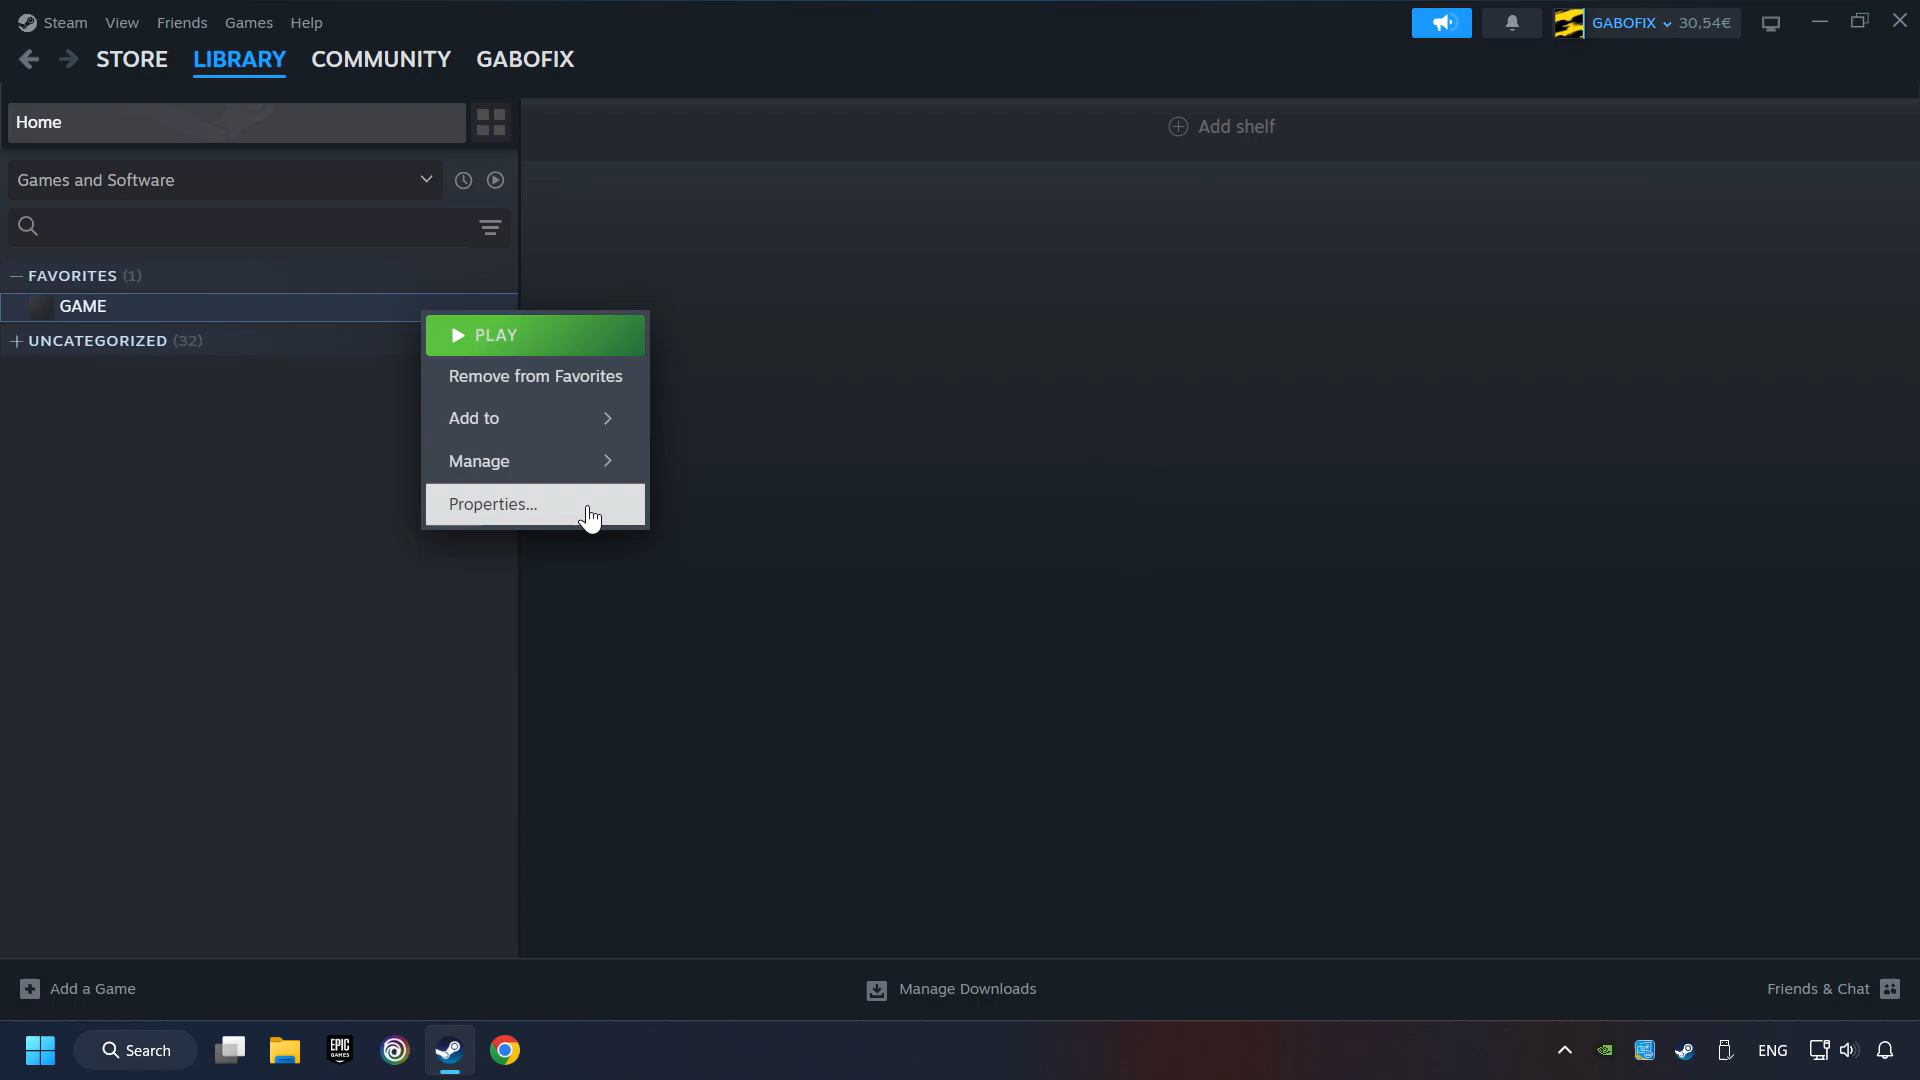 Steam View Friends Games Help
GABOFIX 30,54€
STORE LIBRARY COMMUNITY GABOFIX
Home
Add shelf
Games and Software
FAVORITES (1)
GAME
UNCATEGORIZED (32)
PLAY
Remove from Favorites
Add to
Manage
Properties...
Add a Game
Manage Downloads
Friends & Chat
Search
EPIC
GAMES
ENG